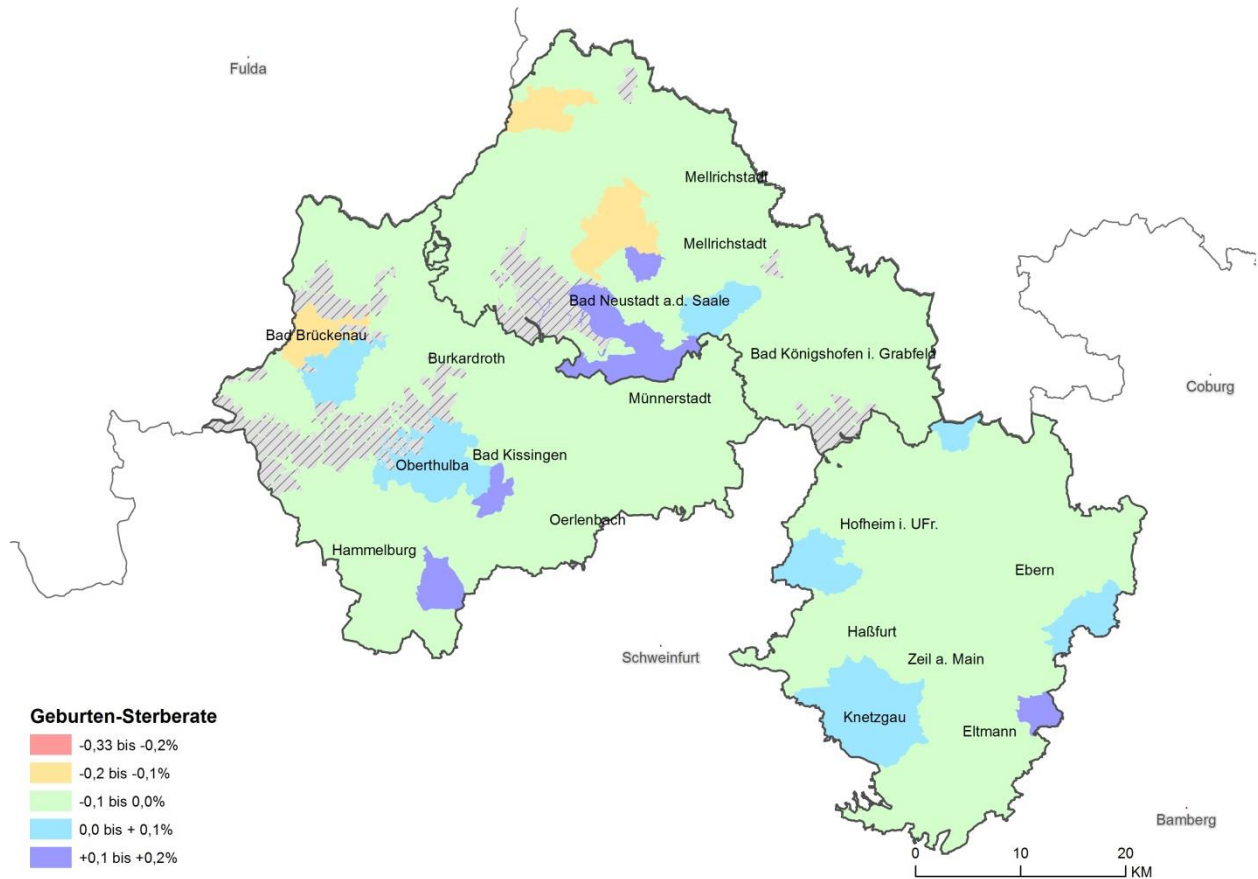 Fulda
Mellrichstadt
Mellrichstadt
Bad Neustadt a.d. Saale
Bad Brückenau
Burkardroth
Bad Königshofen i. Grabfeld
Coburg
Münnerstadt
Bad Kissingen
Oberthulba
Oerlenbach
Hofheim i. UFr.
Hammelburg
Ebern
Haßfurt
Schweinfurt
Zeil a. Main
Knetzgau
Eltmann
Bamberg
Geburten-Sterberate
-0,33 bis -0,2%
-0,2 bis -0,1%
-0,1 bis 0,0%
0,0 bis + 0,1%
+0,1 bis +0,2%
0 10 20
KM